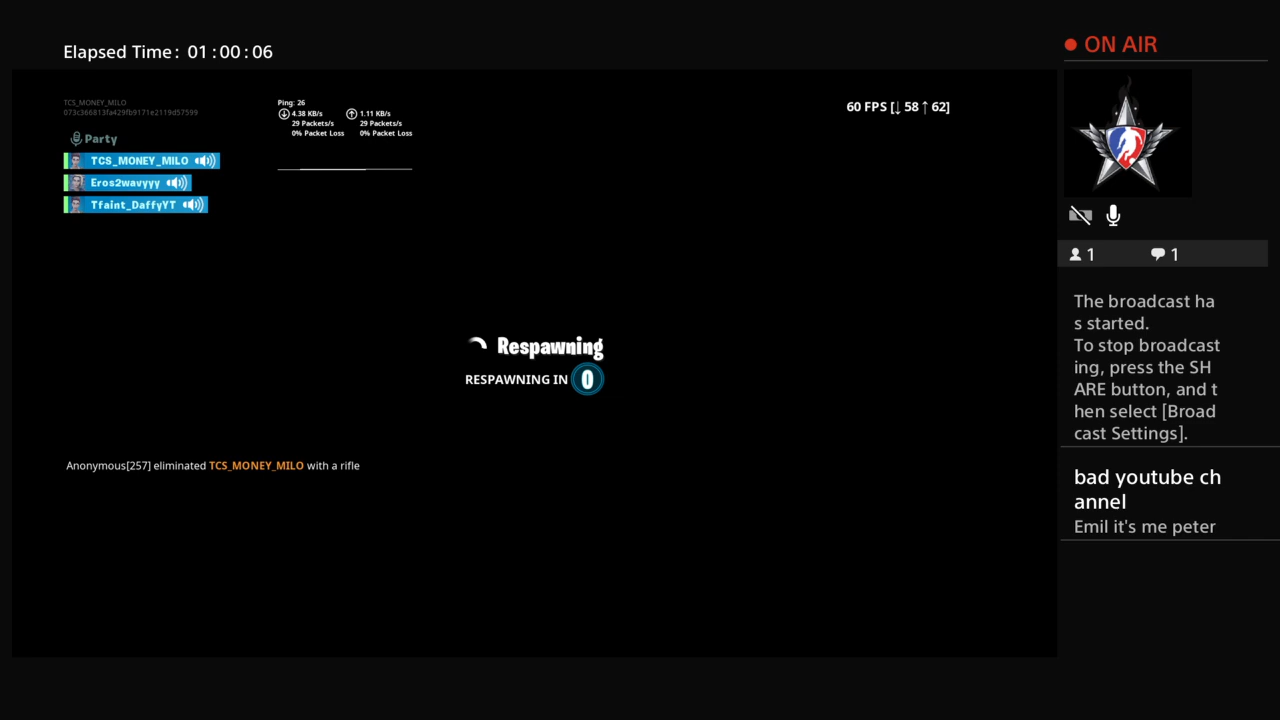 Elapsed Time: 01:00:06
ON AIR
TCS_MONEY_MILO
073c366813fa429fb9171e2119d57599
Ping: 26
4.38 KB/s 1.11 KB/s
29 Packets/s 29 Packets/s
0% Packet Loss 0% Packet Loss
60 FPS [↓ 58 ↑ 62]
Party
TCS_MONEY_MILO
Eros2wavyyy
Tfaint_DaffyYT
1 1
The broadcast ha
s started.
To stop broadcast
ing, press the SH
ARE button, and t
hen select [Broad
cast Settings].
Respawning
RESPAWNING IN 0
Anonymous[257] eliminated TCS_MONEY_MILO with a rifle
bad youtube ch
annel
Emil it's me peter